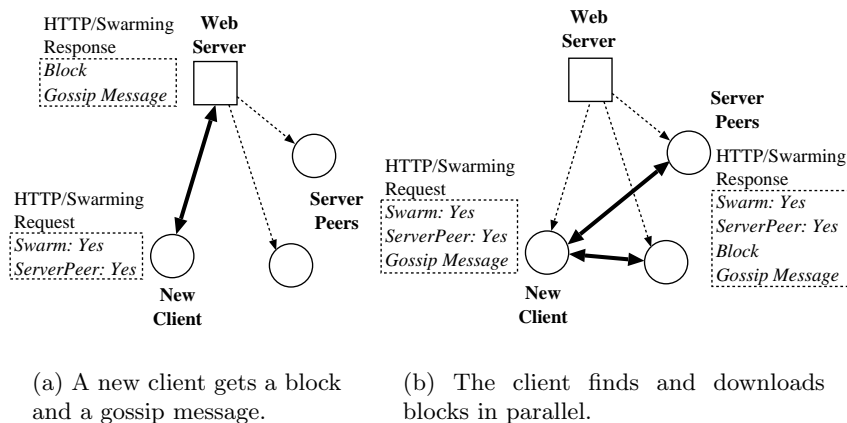 HTTP/Swarming
Response
Block
Gossip Message
Web
Server
Server
Peers
HTTP/Swarming
Request
Swarm: Yes
ServerPeer: Yes
New
Client
(a) A new client gets a block
and a gossip message.
Web
Server
Server
Peers
HTTP/Swarming
Response
Swarm: Yes
ServerPeer: Yes
Block
Gossip Message
HTTP/Swarming
Request
Swarm: Yes
ServerPeer: Yes
Gossip Message
New
Client
(b) The client finds and downloads
blocks in parallel.